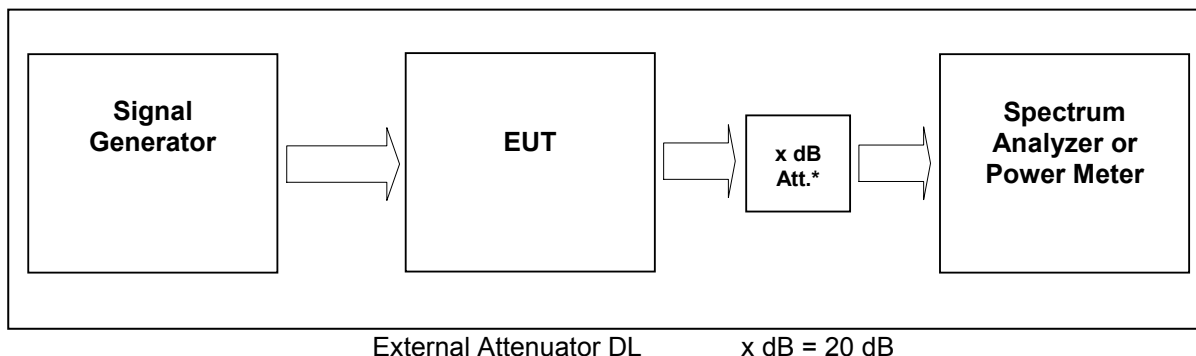 Signal
Generator
EUT
x dB
Att.*
Spectrum
Analyzer or
Power Meter
External Attenuator DL x dB = 20 dB